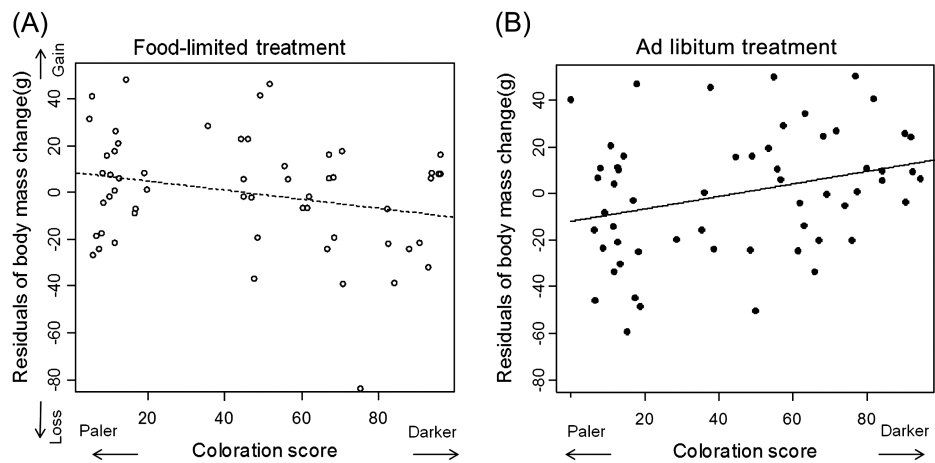 (A)
Food-limited treatment
Gain
Residuals of body mass change(g)
40
20
0
-20
-40
-60
-80
Loss
20
40
60
80
Paler
Darker
Coloration score
(B)
Ad libitum treatment
Residuals of body mass change(g)
40
20
0
-20
-40
-60
-80
0
20
40
60
80
Paler
Darker
Coloration score